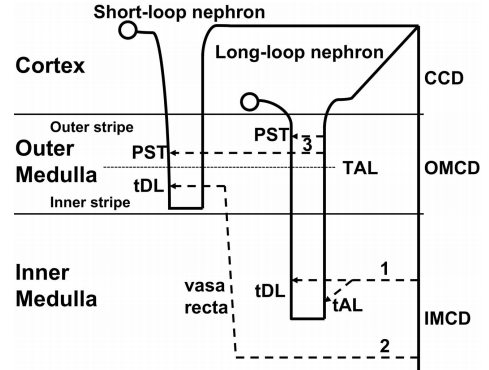 Short-loop nephron
Long-loop nephron
Cortex
CCD
Outer stripe
PST
3
Outer
Medulla
PST
TAL
OMCD
tDL
Inner stripe
Inner
Medulla
vasa
recta
1
tDL
tAL
IMCD
2